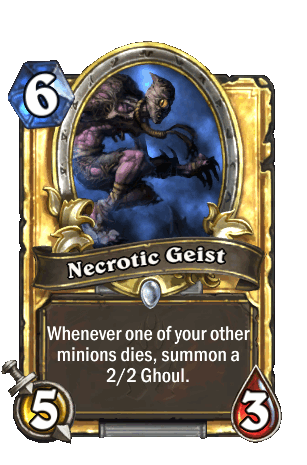 6
Necrotic Geist
Whenever one of your other
minions dies, summon a
2/2 Ghoul.
5
3